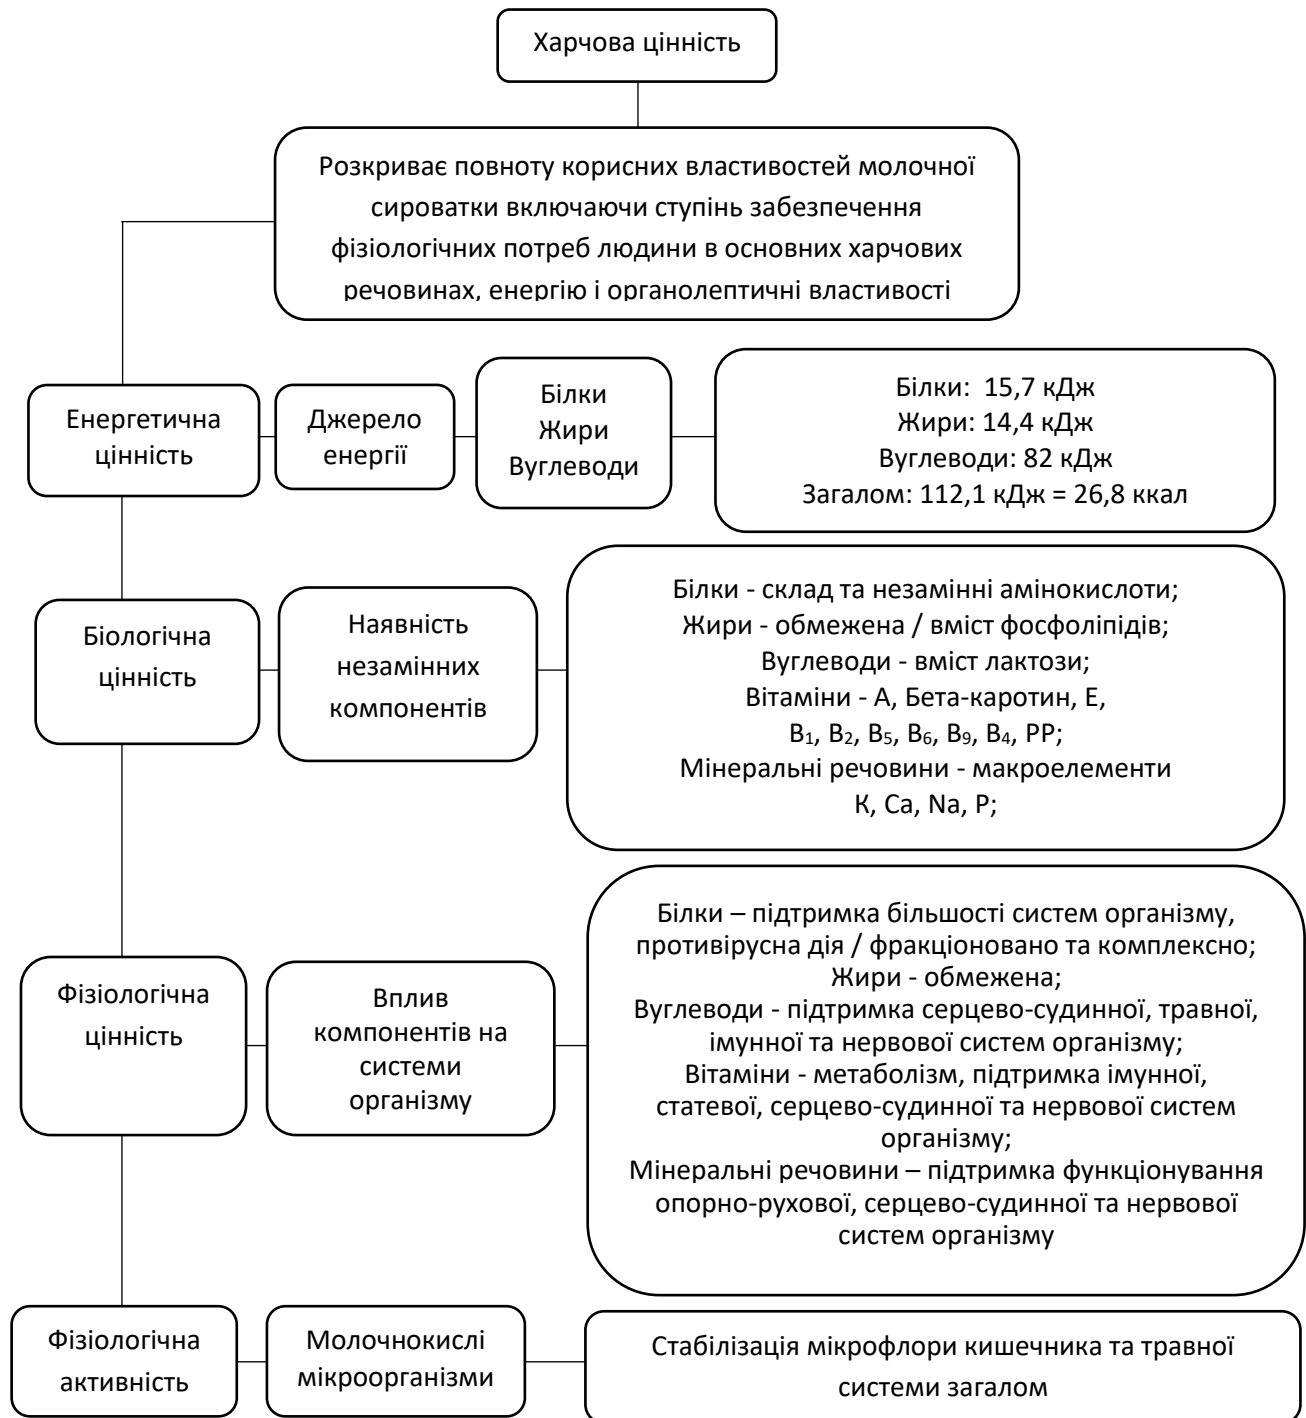 Харчова цінність
Розкриває повноту корисних властивостей молочної
сироватки включаючи ступінь забезпечення
фізіологічних потреб людини в основних харчових
речовинах, енергію і органолептичні властивості
Енергетична
цінність
Джерело
енергії
Білки
Жири
Вуглеводи
Білки: 15,7 кДж
Жири: 14,4 кДж
Вуглеводи: 82 кДж
Загалом: 112,1 кДж = 26,8 ккал
Біологічна
цінність
Наявність
незамінних
компонентів
Білки - склад та незамінні амінокислоти;
Жири - обмежена / вміст фосфоліпідів;
Вуглеводи - вміст лактози;
Вітаміни - А, Бета-каротин, Е,
В₁, В₂, В₅, В₆, В₉, В₄, РР;
Мінеральні речовини - макроелементи
К, Са, Na, Р;
Фізіологічна
цінність
Вплив
компонентів на
системи
організму
Білки – підтримка більшості систем організму,
противірусна дія / фракціоновано та комплексно;
Жири - обмежена;
Вуглеводи - підтримка серцево-судинної, травної,
імунної та нервової систем організму;
Вітаміни - метаболізм, підтримка імунної,
статевої, серцево-судинної та нервової систем
організму;
Мінеральні речовини – підтримка функціонування
опорно-рухової, серцево-судинної та нервової
систем організму
Фізіологічна
активність
Молочнокислі
мікроорганізми
Стабілізація мікрофлори кишечника та травної
системи загалом